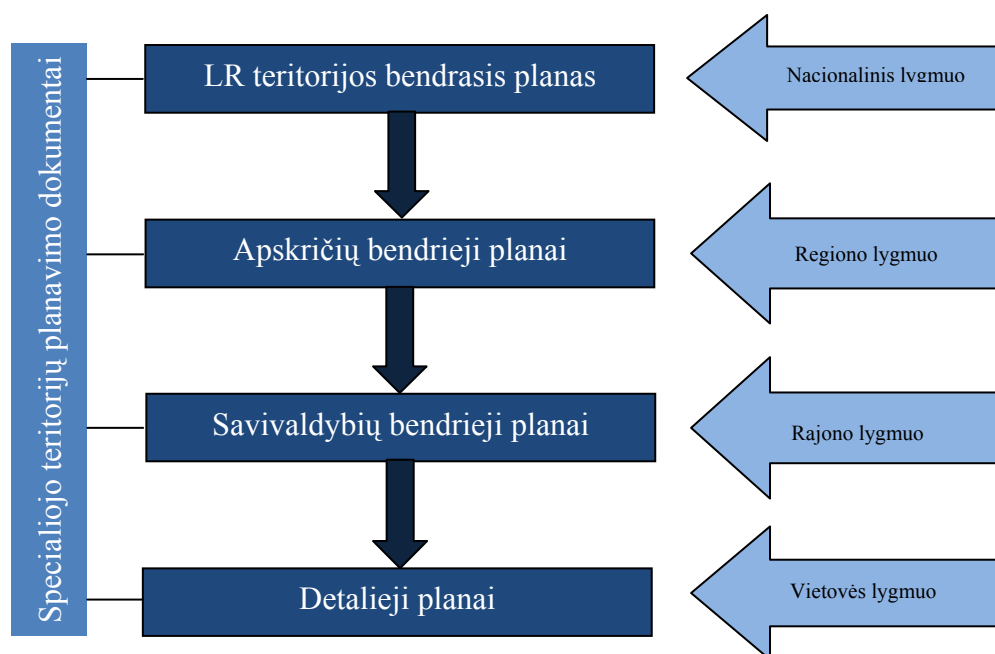 Specialiojo teritorijų planavimo dokumentai
LR teritorijos bendrasis planas
Nacionalinis lygmuo
Apskričių bendrieji planai
Regiono lygmuo
Savivaldybių bendrieji planai
Rajono lygmuo
Detalieji planai
Vietovės lygmuo